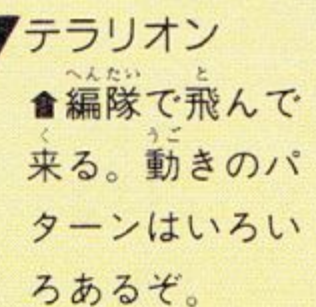 テラリオン
編隊で飛んで
来る。動きのパ
ターンはいろい
ろあるぞ。